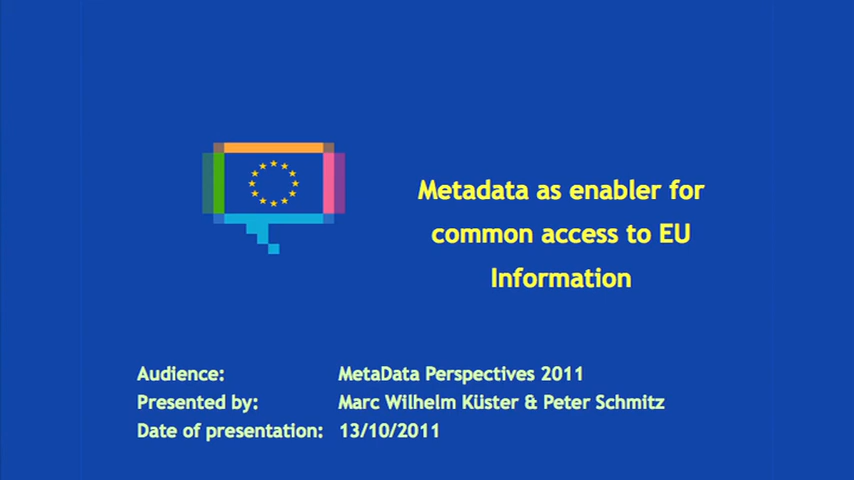 Metadata as enabler for
common access to EU
Information
Audience: MetaData Perspectives 2011
Presented by: Marc Wilhelm Küster & Peter Schmitz
Date of presentation: 13/10/2011